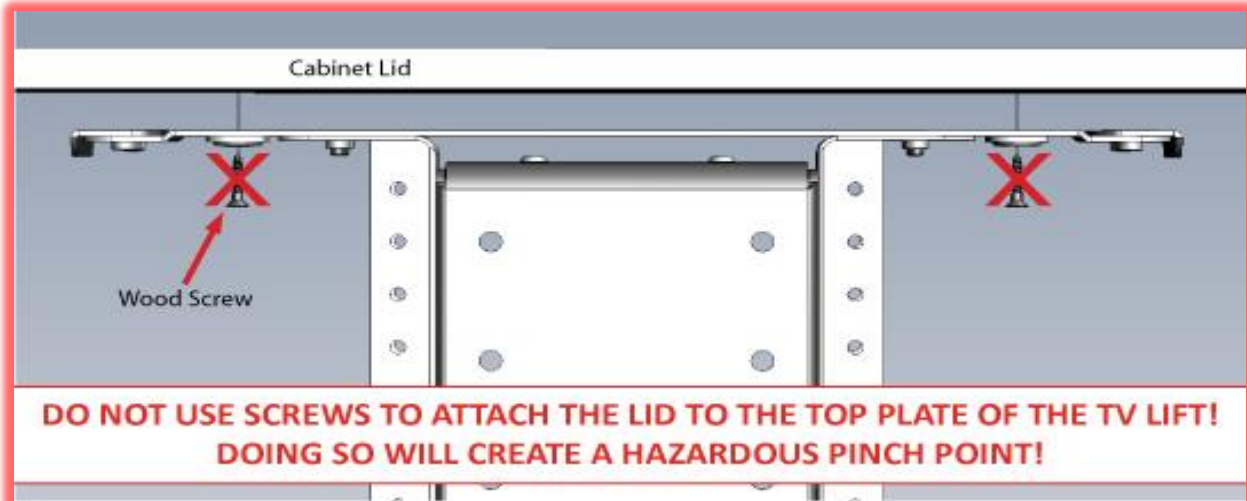 Cabinet Lid
Wood Screw
DO NOT USE SCREWS TO ATTACH THE LID TO THE TOP PLATE OF THE TV LIFT!
DOING SO WILL CREATE A HAZARDOUS PINCH POINT!